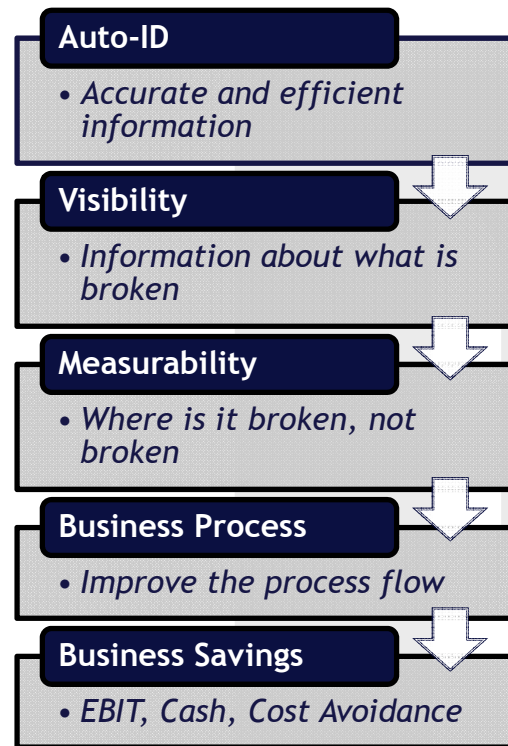 Auto-ID
• Accurate and efficient
information
Visibility
• Information about what is
broken
Measurability
• Where is it broken, not
broken
Business Process
• Improve the process flow
Business Savings
• EBIT, Cash, Cost Avoidance